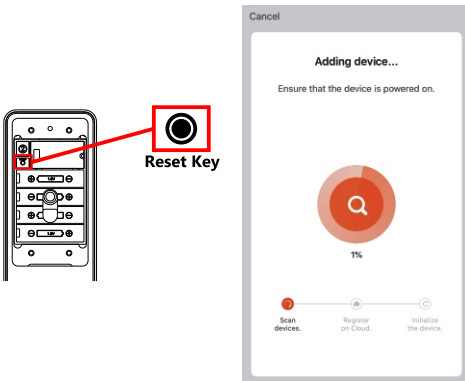 Cancel
Adding device...
Ensure that the device is powered on.
Reset Key
1%
Scan
devices.
Register
on Cloud.
Initialize
the device.